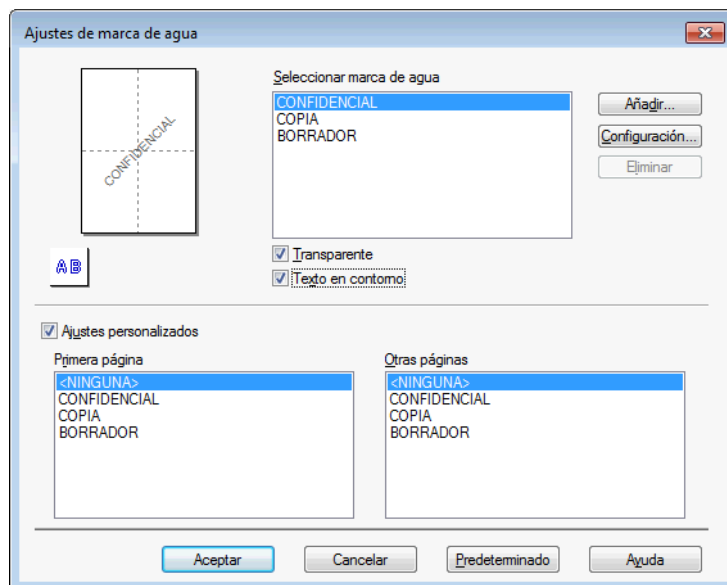 Ajustes de marca de agua
Seleccionar marca de agua
CONFIDENCIAL
COPIA
BORRADOR
Añadir...
Configuración...
Eliminar
CONFIDENCIAL
AB
Transparente
Texto en contorno
Ajustes personalizados
Primera página
<NINGUNA>
CONFIDENCIAL
COPIA
BORRADOR
Otras páginas
<NINGUNA>
CONFIDENCIAL
COPIA
BORRADOR
Aceptar
Cancelar
Predeterminado
Ayuda